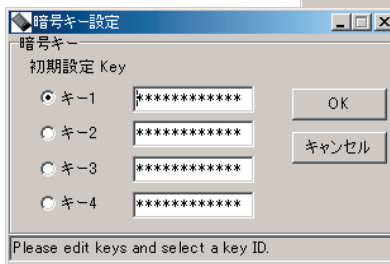 暗号キー設定
暗号キー
初期設定 Key
キー1 ************ OK
キー2 ************ キャンセル
キー3 ************
キー4 ************
Please edit keys and select a key ID.